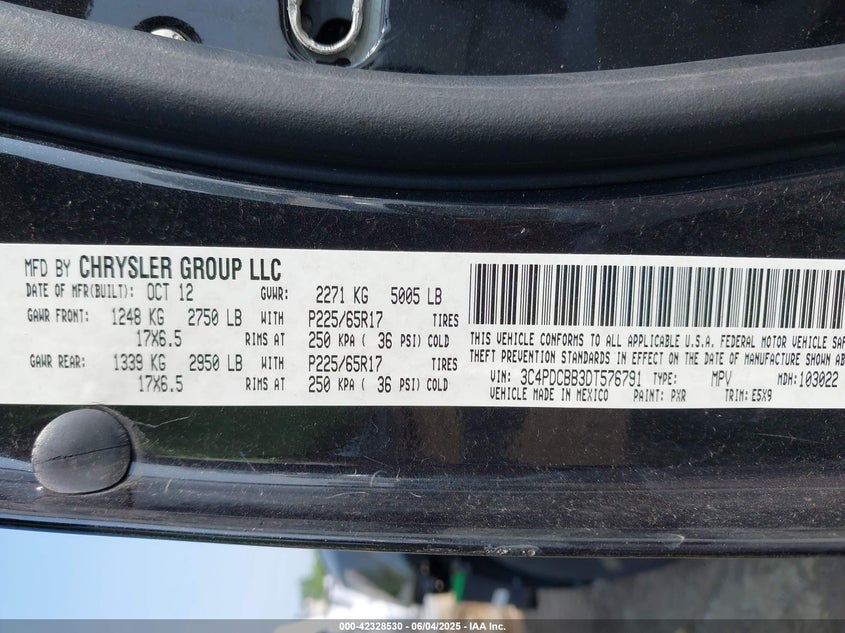 MFD BY CHRYSLER GROUP LLC
DATE OF MFR(BUILT): OCT 12 GVWR: 2271 KG 5005 LB
GAWR FRONT: 1248 KG 2750 LB WITH P225/65R17 TIRES
17X6.5 RIMS AT 250 KPA ( 36 PSI) COLD
GAWR REAR: 1339 KG 2950 LB WITH P225/65R17 TIRES
17X6.5 RIMS AT 250 KPA ( 36 PSI) COLD
THIS VEHICLE CONFORMS TO ALL APPLICABLE U.S.A. FEDERAL MOTOR VEHICLE
THEFT PREVENTION STANDARDS IN EFFECT ON THE DATE OF MANUFACTURE SHOWN
VIN: 3C4PDCBB3DT576791 TYPE: MPV MDH: 103022
VEHICLE MADE IN MEXICO PAINT: PXR TRIM: E5X9
000-42328530 - 06/04/2025 - IAA Inc.